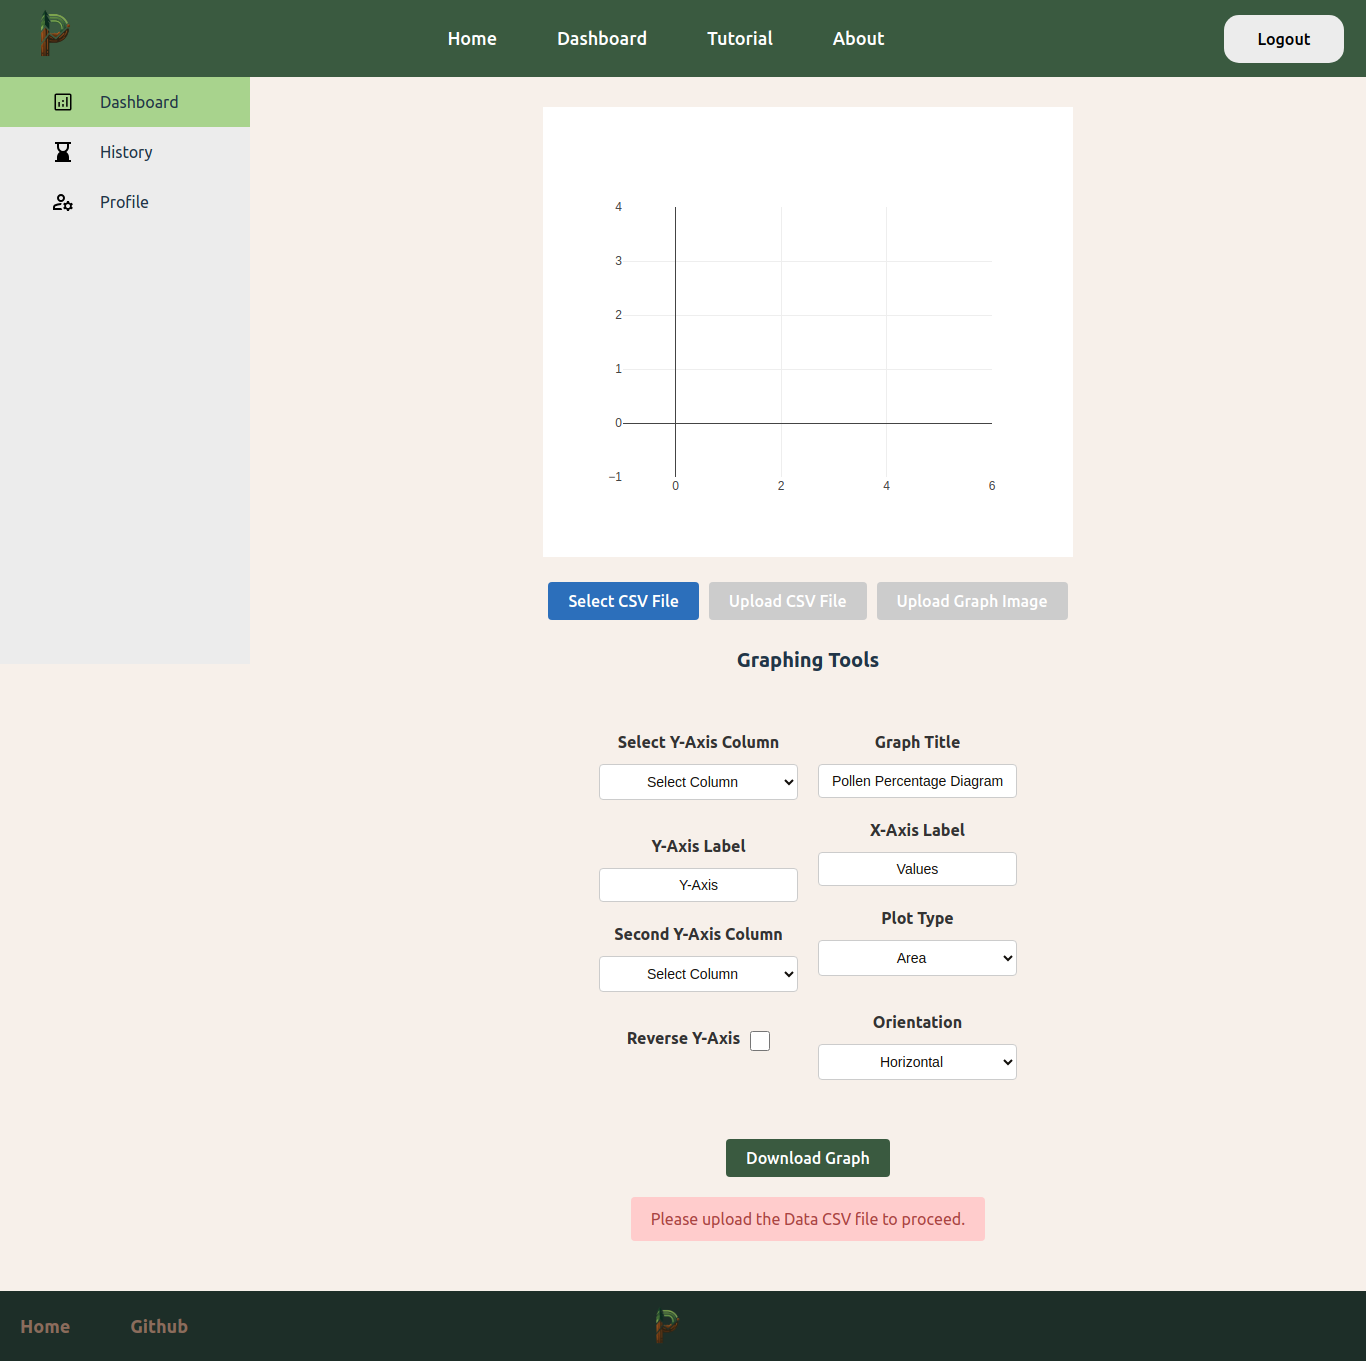 Home
Dashboard
Tutorial
About
Logout
Dashboard
History
Profile
4
3
2
1
0
−1
0
2
4
6
Select CSV File
Upload CSV File
Upload Graph Image
Graphing Tools
Select Y-Axis Column
Select Column
Y-Axis Label
Y-Axis
Second Y-Axis Column
Select Column
Reverse Y-Axis
Graph Title
Pollen Percentage Diagram
X-Axis Label
Values
Plot Type
Area
Orientation
Horizontal
Download Graph
Please upload the Data CSV file to proceed.
Home
Github